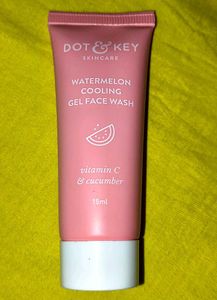 DOT & KEY
SKINCARE
WATERMELON
COOLING
GEL FACE WASH
vitamin C
& cucumber
15ml